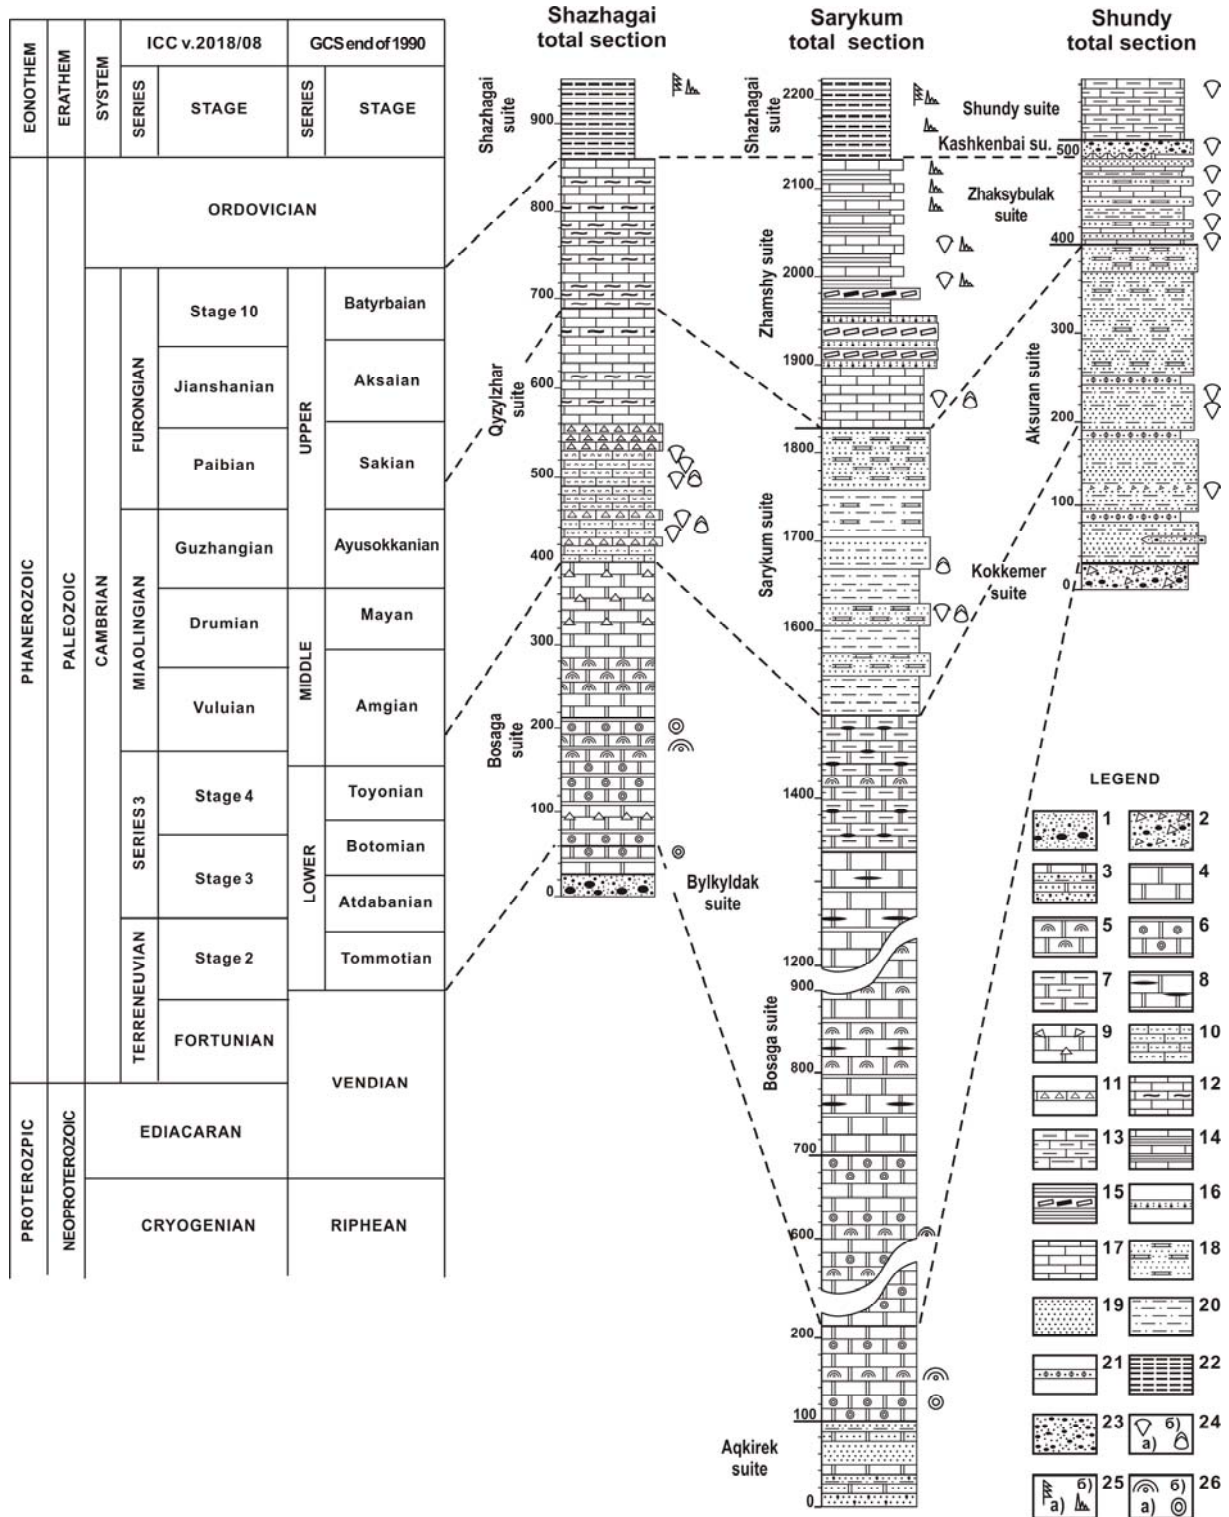 EONOTHEM
ERATHEM
SYSTEM
ICC v.2018/08
GCS end of 1990
SERIES
STAGE
SERIES
STAGE
PHANEROZOIC
PALEOZOIC
CAMBRIAN
ORDOVICIAN
FURONGIAN
Stage 10
Jianshanian
Paibian
MIAOLINGIAN
Guzhangian
Drumian
Vuluian
SERIES 3
Stage 4
Stage 3
TERRENEUVIAN
Stage 2
FORTUNIAN
UPPER
Batyrbaian
Aksaian
Sakian
Ayusokkanian
MIDDLE
Mayan
Amgian
LOWER
Toyonian
Botomian
Atdabanian
Tommotian
VENDIAN
PROTEROZPIC
NEOPROTEROZOIC
EDIACARAN
CRYOGENIAN
RIPHEAN
Shazhagai
total section
Shazhagai
suite
Qyzylzhar
suite
Bosaga
suite
900
800
700
600
500
400
300
200
100
0
Bylkyldak
suite
Sarykum
total section
Shazhagai
suite
Zhamshy suite
Sarykum suite
Bosaga suite
Aqkirek
suite
2200
2100
2000
1900
1800
1700
1600
1400
1200
900
800
700
600
200
100
0
Shundy
total section
Shundy suite
Kashkenbai su.
Zhaksybulak
suite
Aksuran suite
Kokkemer
suite
500
400
300
200
100
0
LEGEND
1
2
3
4
5
6
7
8
9
10
11
12
13
14
15
16
17
18
19
20
21
22
23
a) б) 24
a) б) 25
a) б) 26